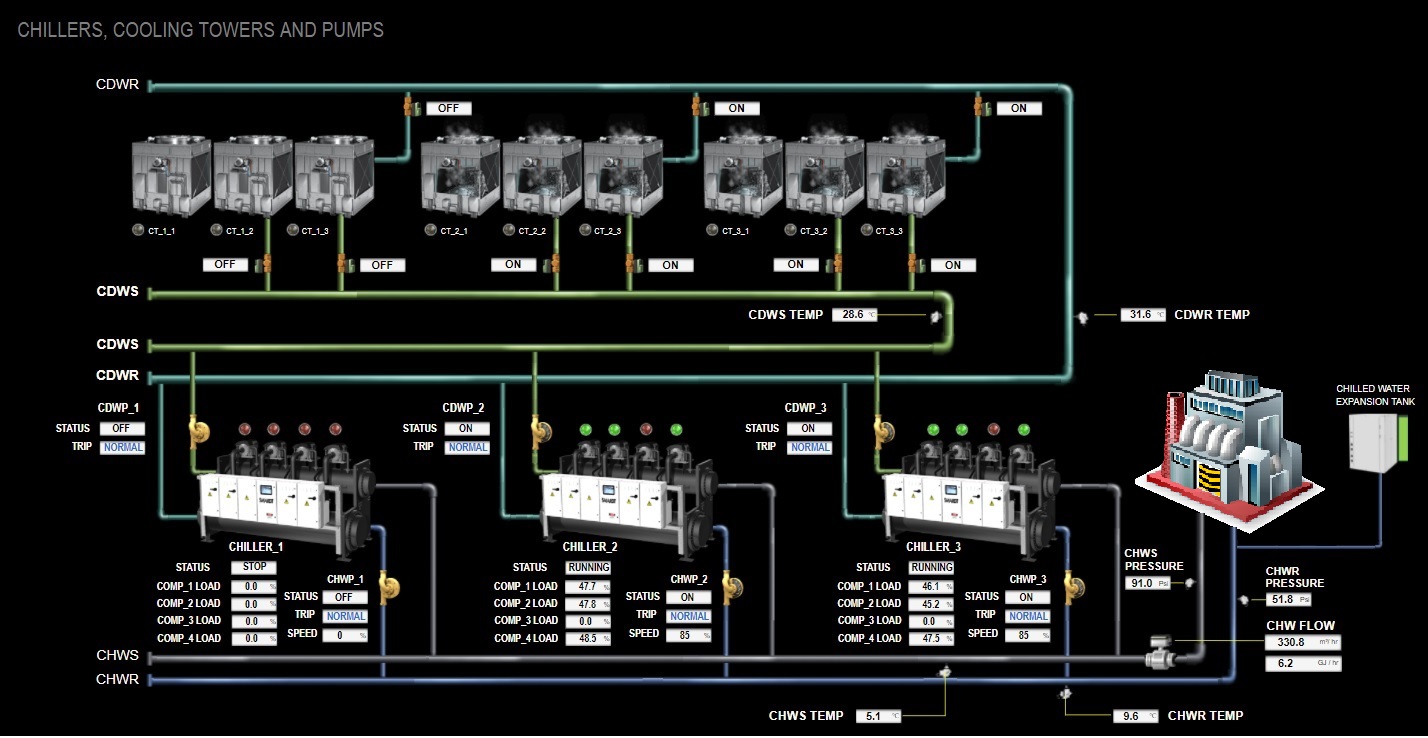 CHILLERS, COOLING TOWERS AND PUMPS
CDWR
OFF
ON
ON
CT_1_1
CT_1_2
CT_1_3
CT_2_1
CT_2_2
CT_2_3
CT_3_1
CT_3_2
CT_3_3
OFF
OFF
ON
ON
ON
ON
CDWS
CDWS TEMP 28.6 °C
31.6 °C CDWR TEMP
CDWS
CDWR
CDWP_1
STATUS OFF
TRIP NORMAL
CDWP_2
STATUS ON
TRIP NORMAL
CDWP_3
STATUS ON
TRIP NORMAL
CHILLED WATER
EXPANSION TANK
CHILLER_1
STATUS STOP
COMP_1 LOAD 0.0 %
COMP_2 LOAD 0.0 %
COMP_3 LOAD 0.0 %
COMP_4 LOAD 0.0 %
CHWP_1
STATUS OFF
TRIP NORMAL
SPEED 0 %
CHILLER_2
STATUS RUNNING
COMP_1 LOAD 47.7 %
COMP_2 LOAD 47.8 %
COMP_3 LOAD 0.0 %
COMP_4 LOAD 48.5 %
CHWP_2
STATUS ON
TRIP NORMAL
SPEED 85 %
CHILLER_3
STATUS RUNNING
COMP_1 LOAD 46.1 %
COMP_2 LOAD 45.2 %
COMP_3 LOAD 0.0 %
COMP_4 LOAD 47.5 %
CHWP_3
STATUS ON
TRIP NORMAL
SPEED 85 %
CHWS
PRESSURE
91.0 Psi
CHWR
PRESSURE
51.8 Psi
CHW FLOW
330.8 m³/ hr
6.2 GJ / hr
CHWS
CHWR
CHWS TEMP 5.1 °C
9.6 °C CHWR TEMP